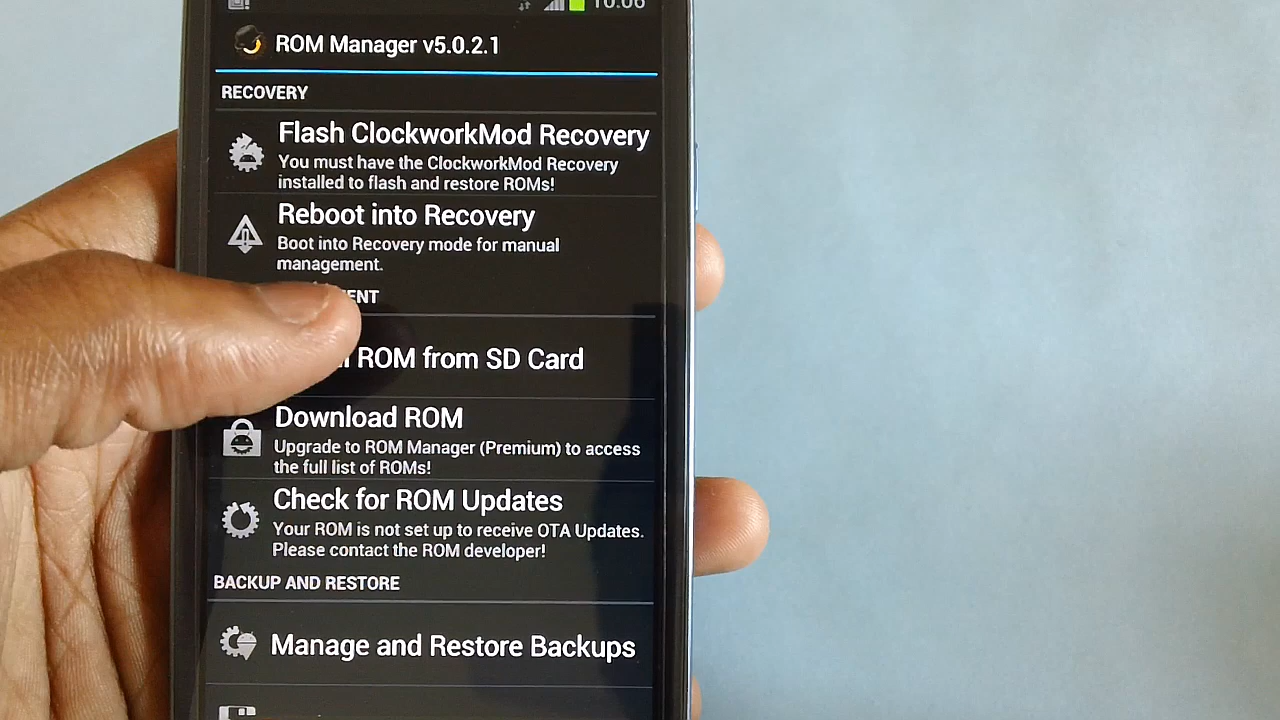 10:06
ROM Manager v5.0.2.1
RECOVERY
Flash ClockworkMod Recovery
You must have the ClockworkMod Recovery
installed to flash and restore ROMs!
Reboot into Recovery
Boot into Recovery mode for manual
management.
ROM from SD Card
Download ROM
Upgrade to ROM Manager (Premium) to access
the full list of ROMs!
Check for ROM Updates
Your ROM is not set up to receive OTA Updates.
Please contact the ROM developer!
BACKUP AND RESTORE
Manage and Restore Backups